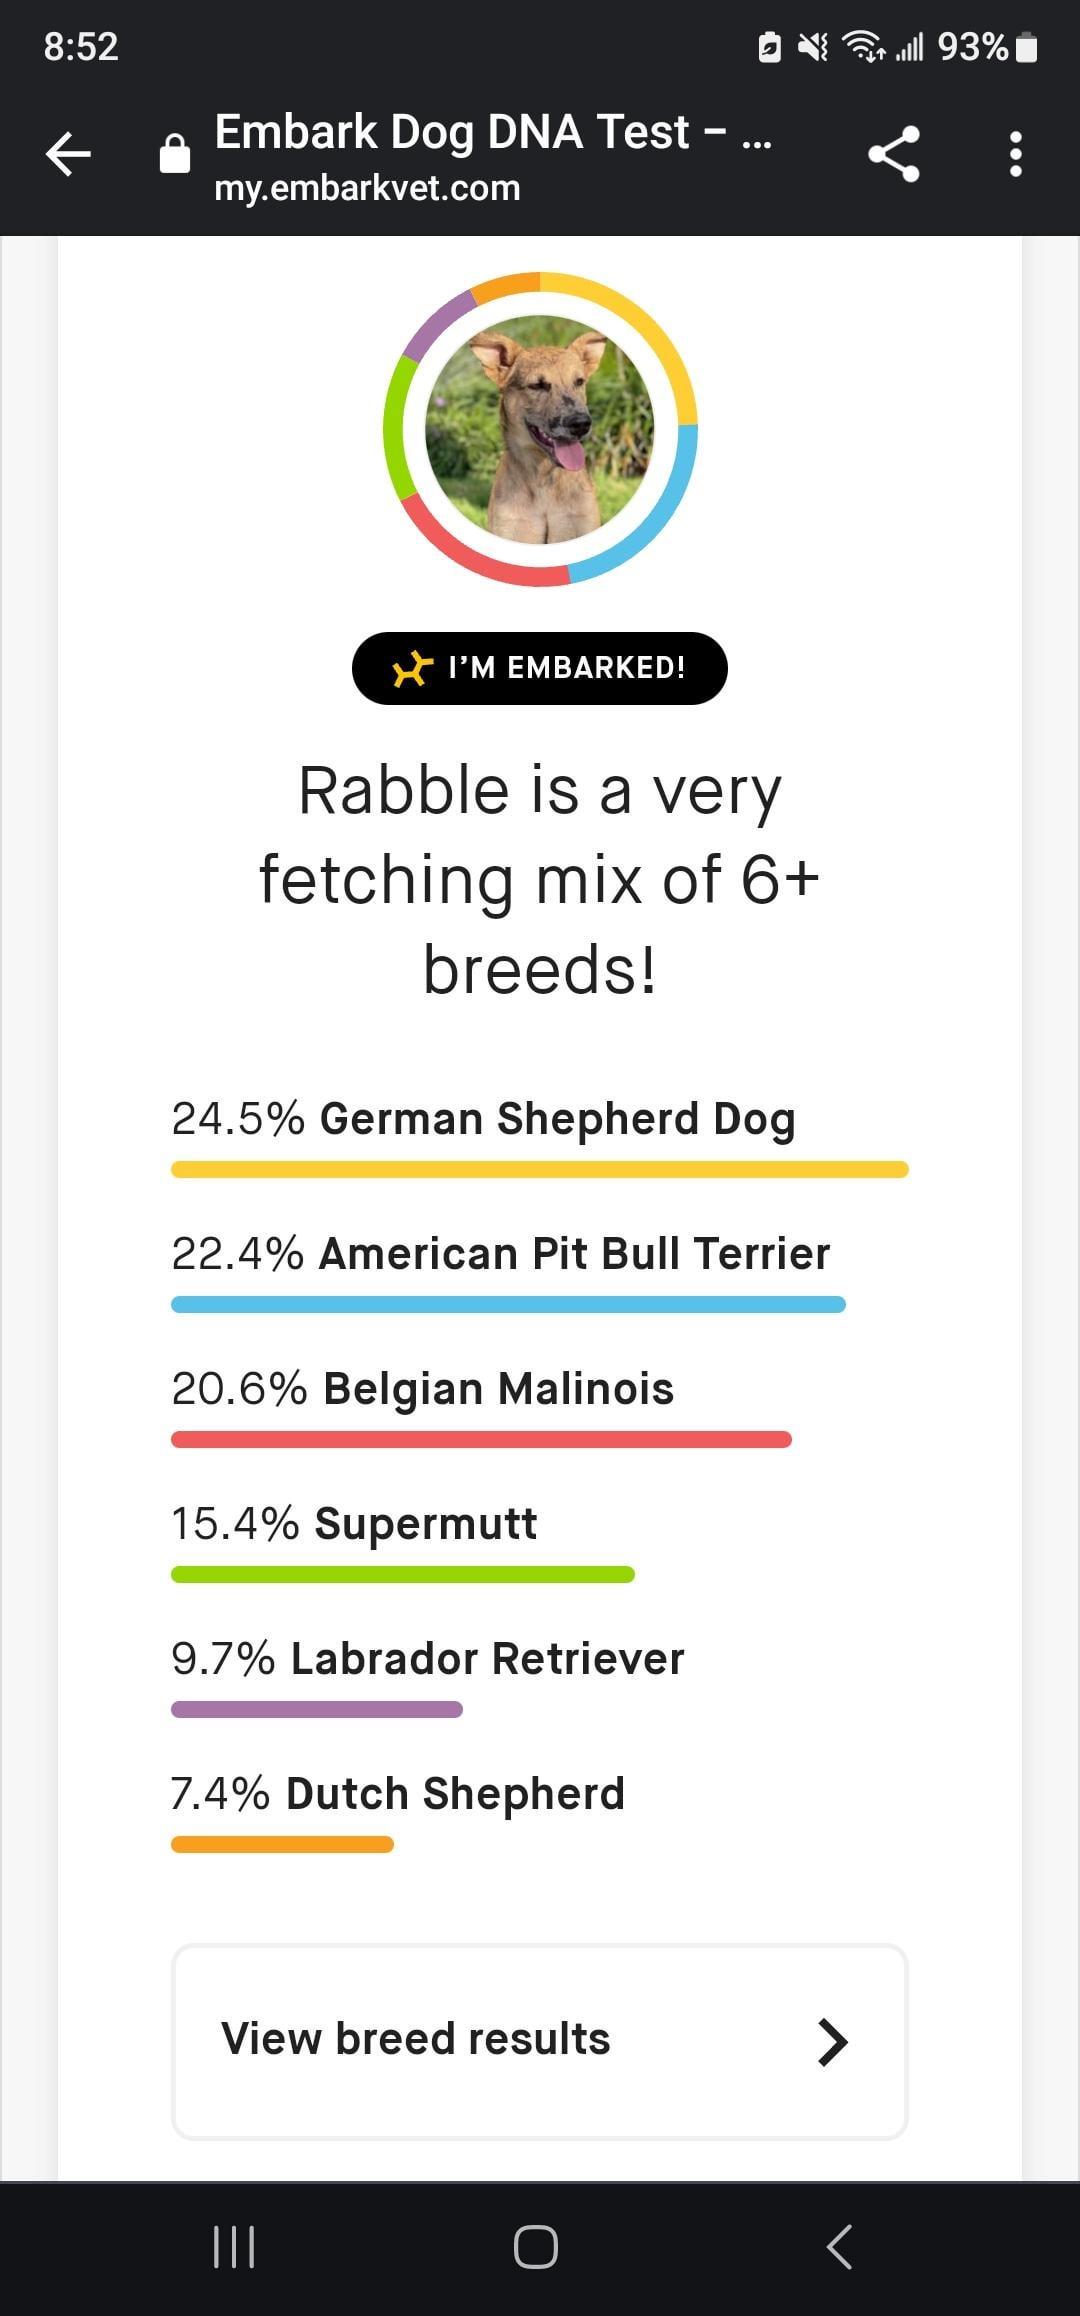 8:52
93%
Embark Dog DNA Test – ...
my.embarkvet.com
I'M EMBARKED!
Rabble is a very
fetching mix of 6+
breeds!
24.5% German Shepherd Dog
22.4% American Pit Bull Terrier
20.6% Belgian Malinois
15.4% Supermutt
9.7% Labrador Retriever
7.4% Dutch Shepherd
View breed results